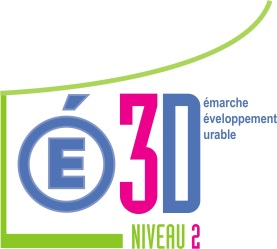 É 3D émarche
éveloppement
urable
NIVEAU 2